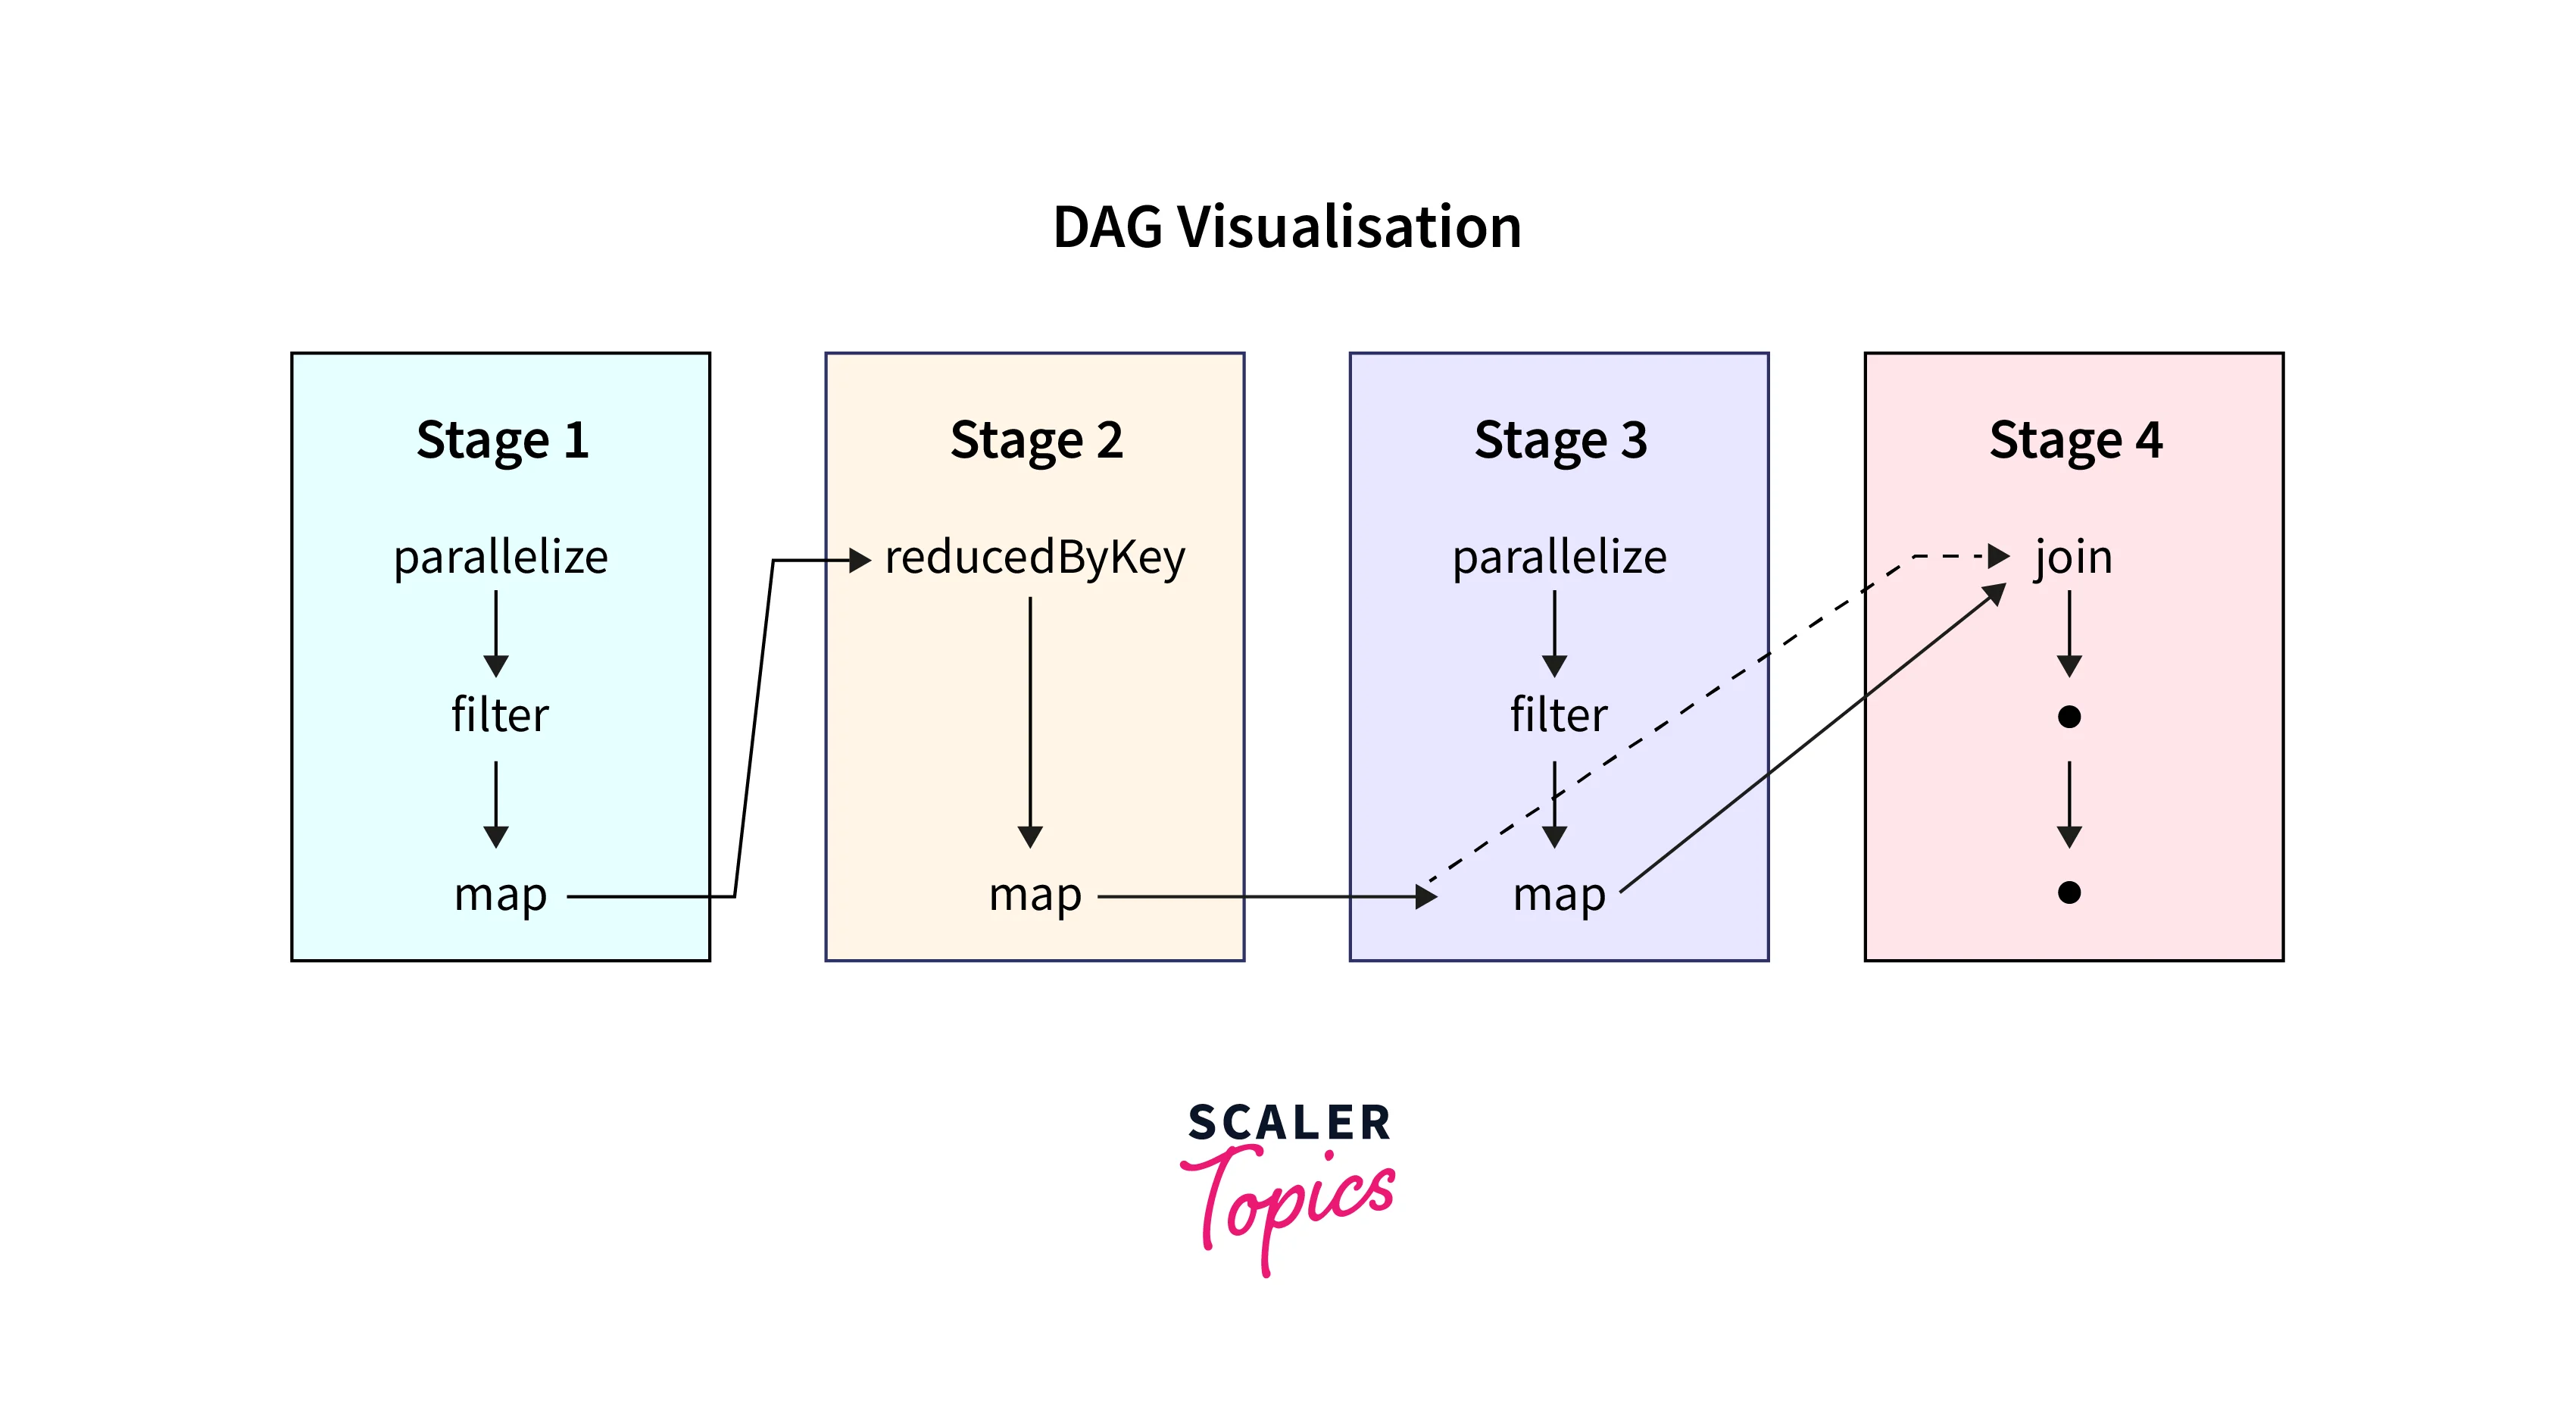 DAG Visualisation
Stage 1
parallelize
filter
map
Stage 2
reducedByKey
map
Stage 3
parallelize
filter
map
Stage 4
join
SCALER
Topics